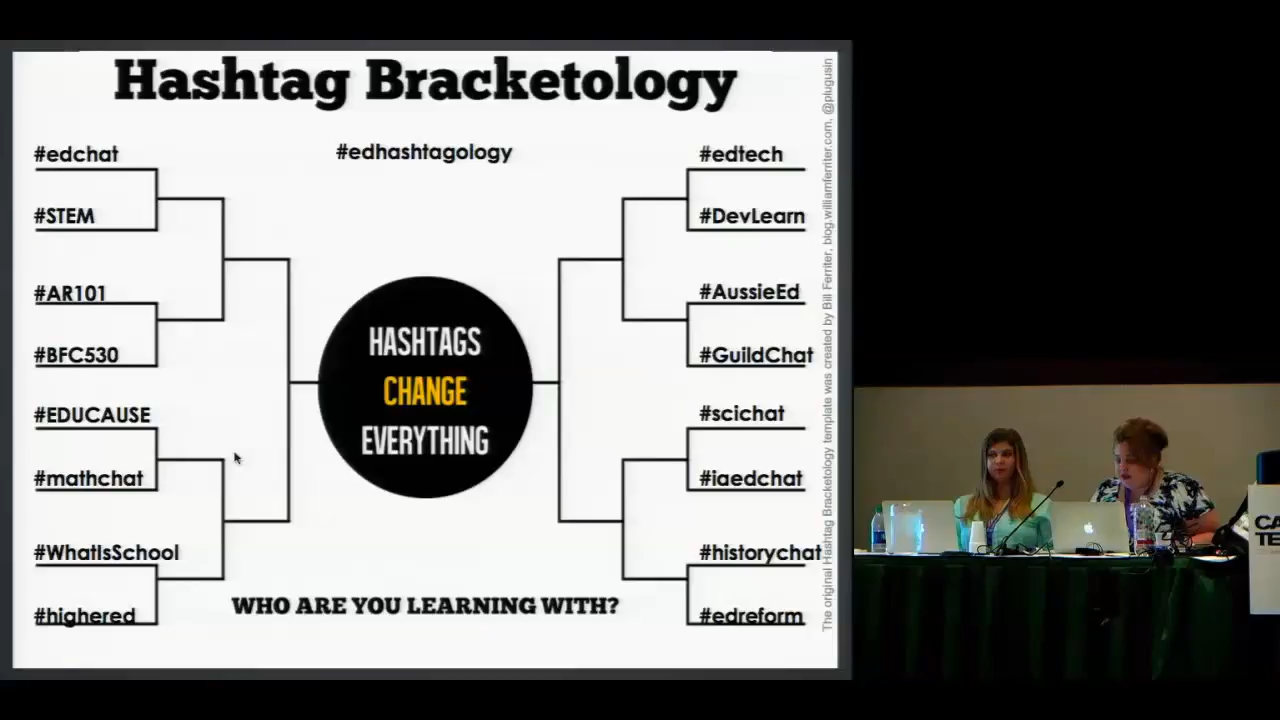 Hashtag Bracketology
#edhashtagology
#edchat
#STEM
#AR101
#BFC530
#EDUCAUSE
#mathchat
#WhatIsSchool
#highered
HASHTAGS
CHANGE
EVERYTHING
WHO ARE YOU LEARNING WITH?
#edtech
#DevLearn
#AussieEd
#GuildChat
#scichat
#iaedchat
#historychat
#edreform
The original Hashtag Bracketology template was created by Bill Ferriter, blog.williamferriter.com, @plugusin